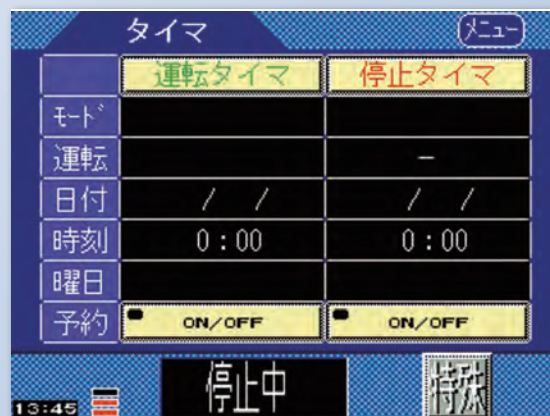 タイマ メニュー
運転タイマ 停止タイマ
モード
運転 −
日付 / / / /
時刻 0:00 0:00
曜日
予約 ON/OFF ON/OFF
13:45 停止中 特殊